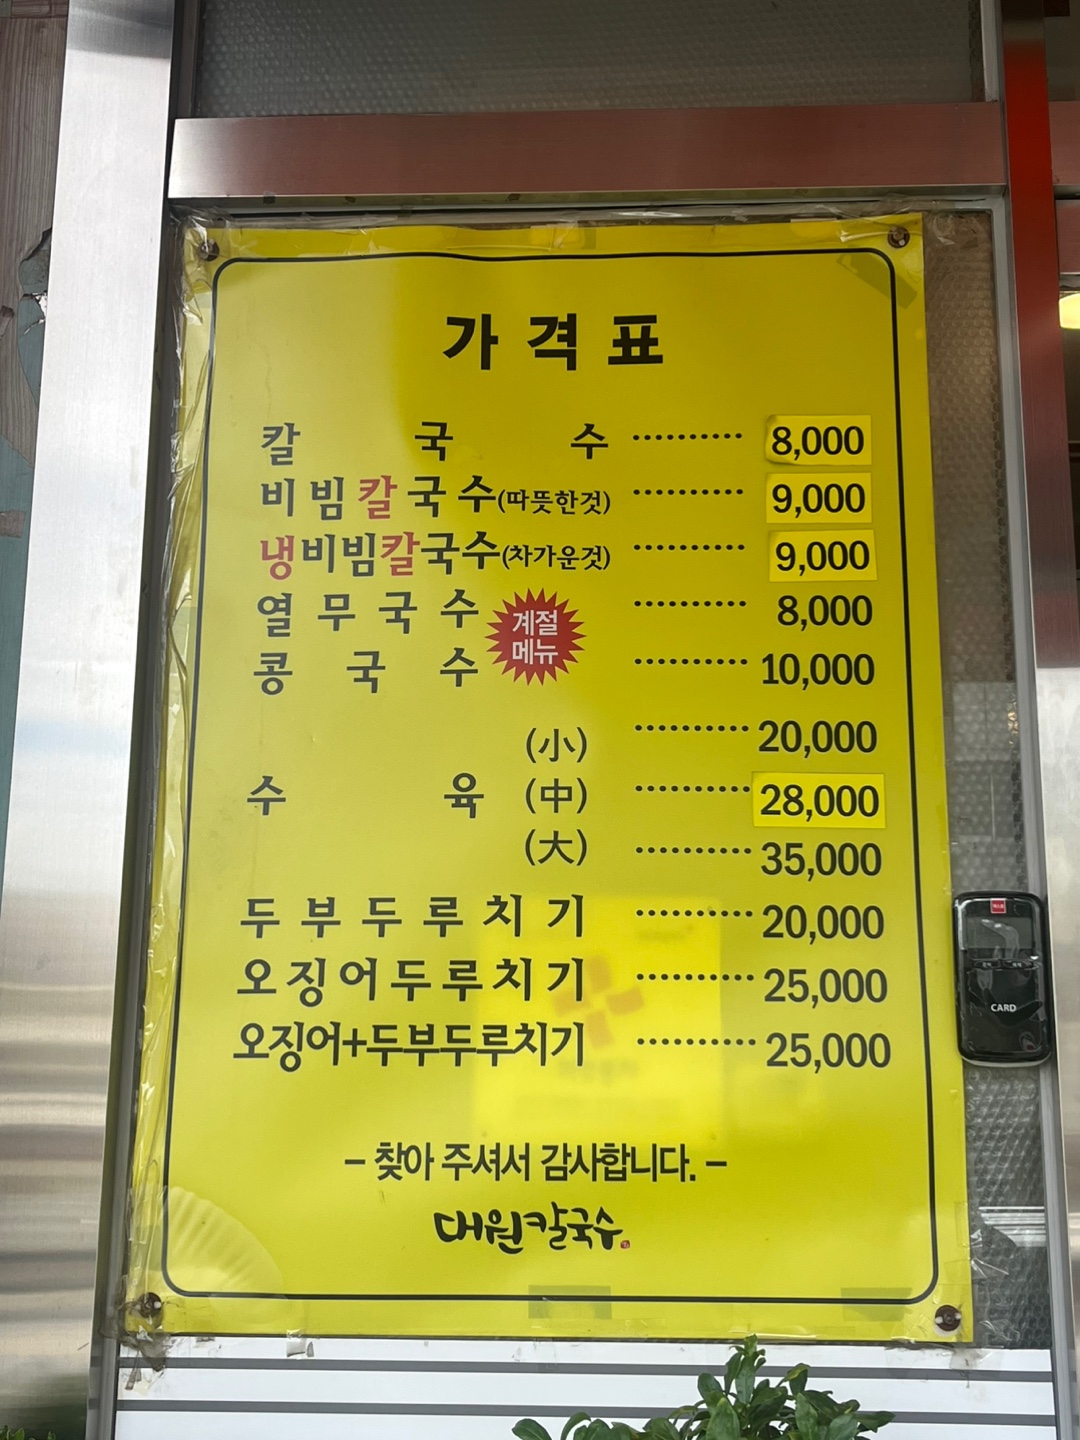 가격표
칼국수 ·········· 8,000
비빔칼국수(따뜻한것) ·········· 9,000
냉비빔칼국수(차가운것) ·········· 9,000
열무국수 ·········· 8,000
계절
메뉴
콩국수 ·········· 10,000
(小) ·········· 20,000
수육 (中) ·········· 28,000
(大) ·········· 35,000
두부두루치기 ·········· 20,000
오징어두루치기 ·········· 25,000
오징어+두부두루치기 ·········· 25,000
– 찾아 주셔서 감사합니다. –
대원칼국수
CARD